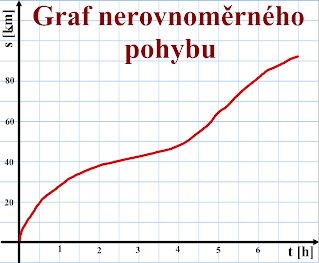 Graf nerovnoměrného
pohybu
s [km]
80
60
40
20
1 2 3 4 5 6 t [h]